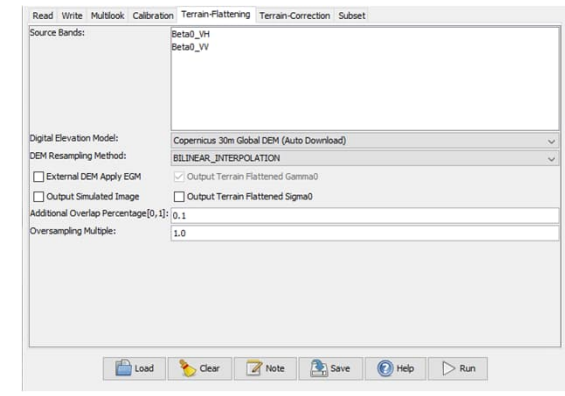 Read Write Multilook Calibration Terrain-Flattening Terrain-Correction Subset
Source Bands:
Beta0_VH
Beta0_VV
Digital Elevation Model: Copernicus 30m Global DEM (Auto Download)
DEM Resampling Method: BILINEAR_INTERPOLATION
External DEM Apply EGM Output Terrain Flattened Gamma0
Output Simulated Image Output Terrain Flattened Sigma0
Additional Overlap Percentage[0,1]: 0.1
Oversampling Multiple: 1.0
Load Clear Note Save Help Run